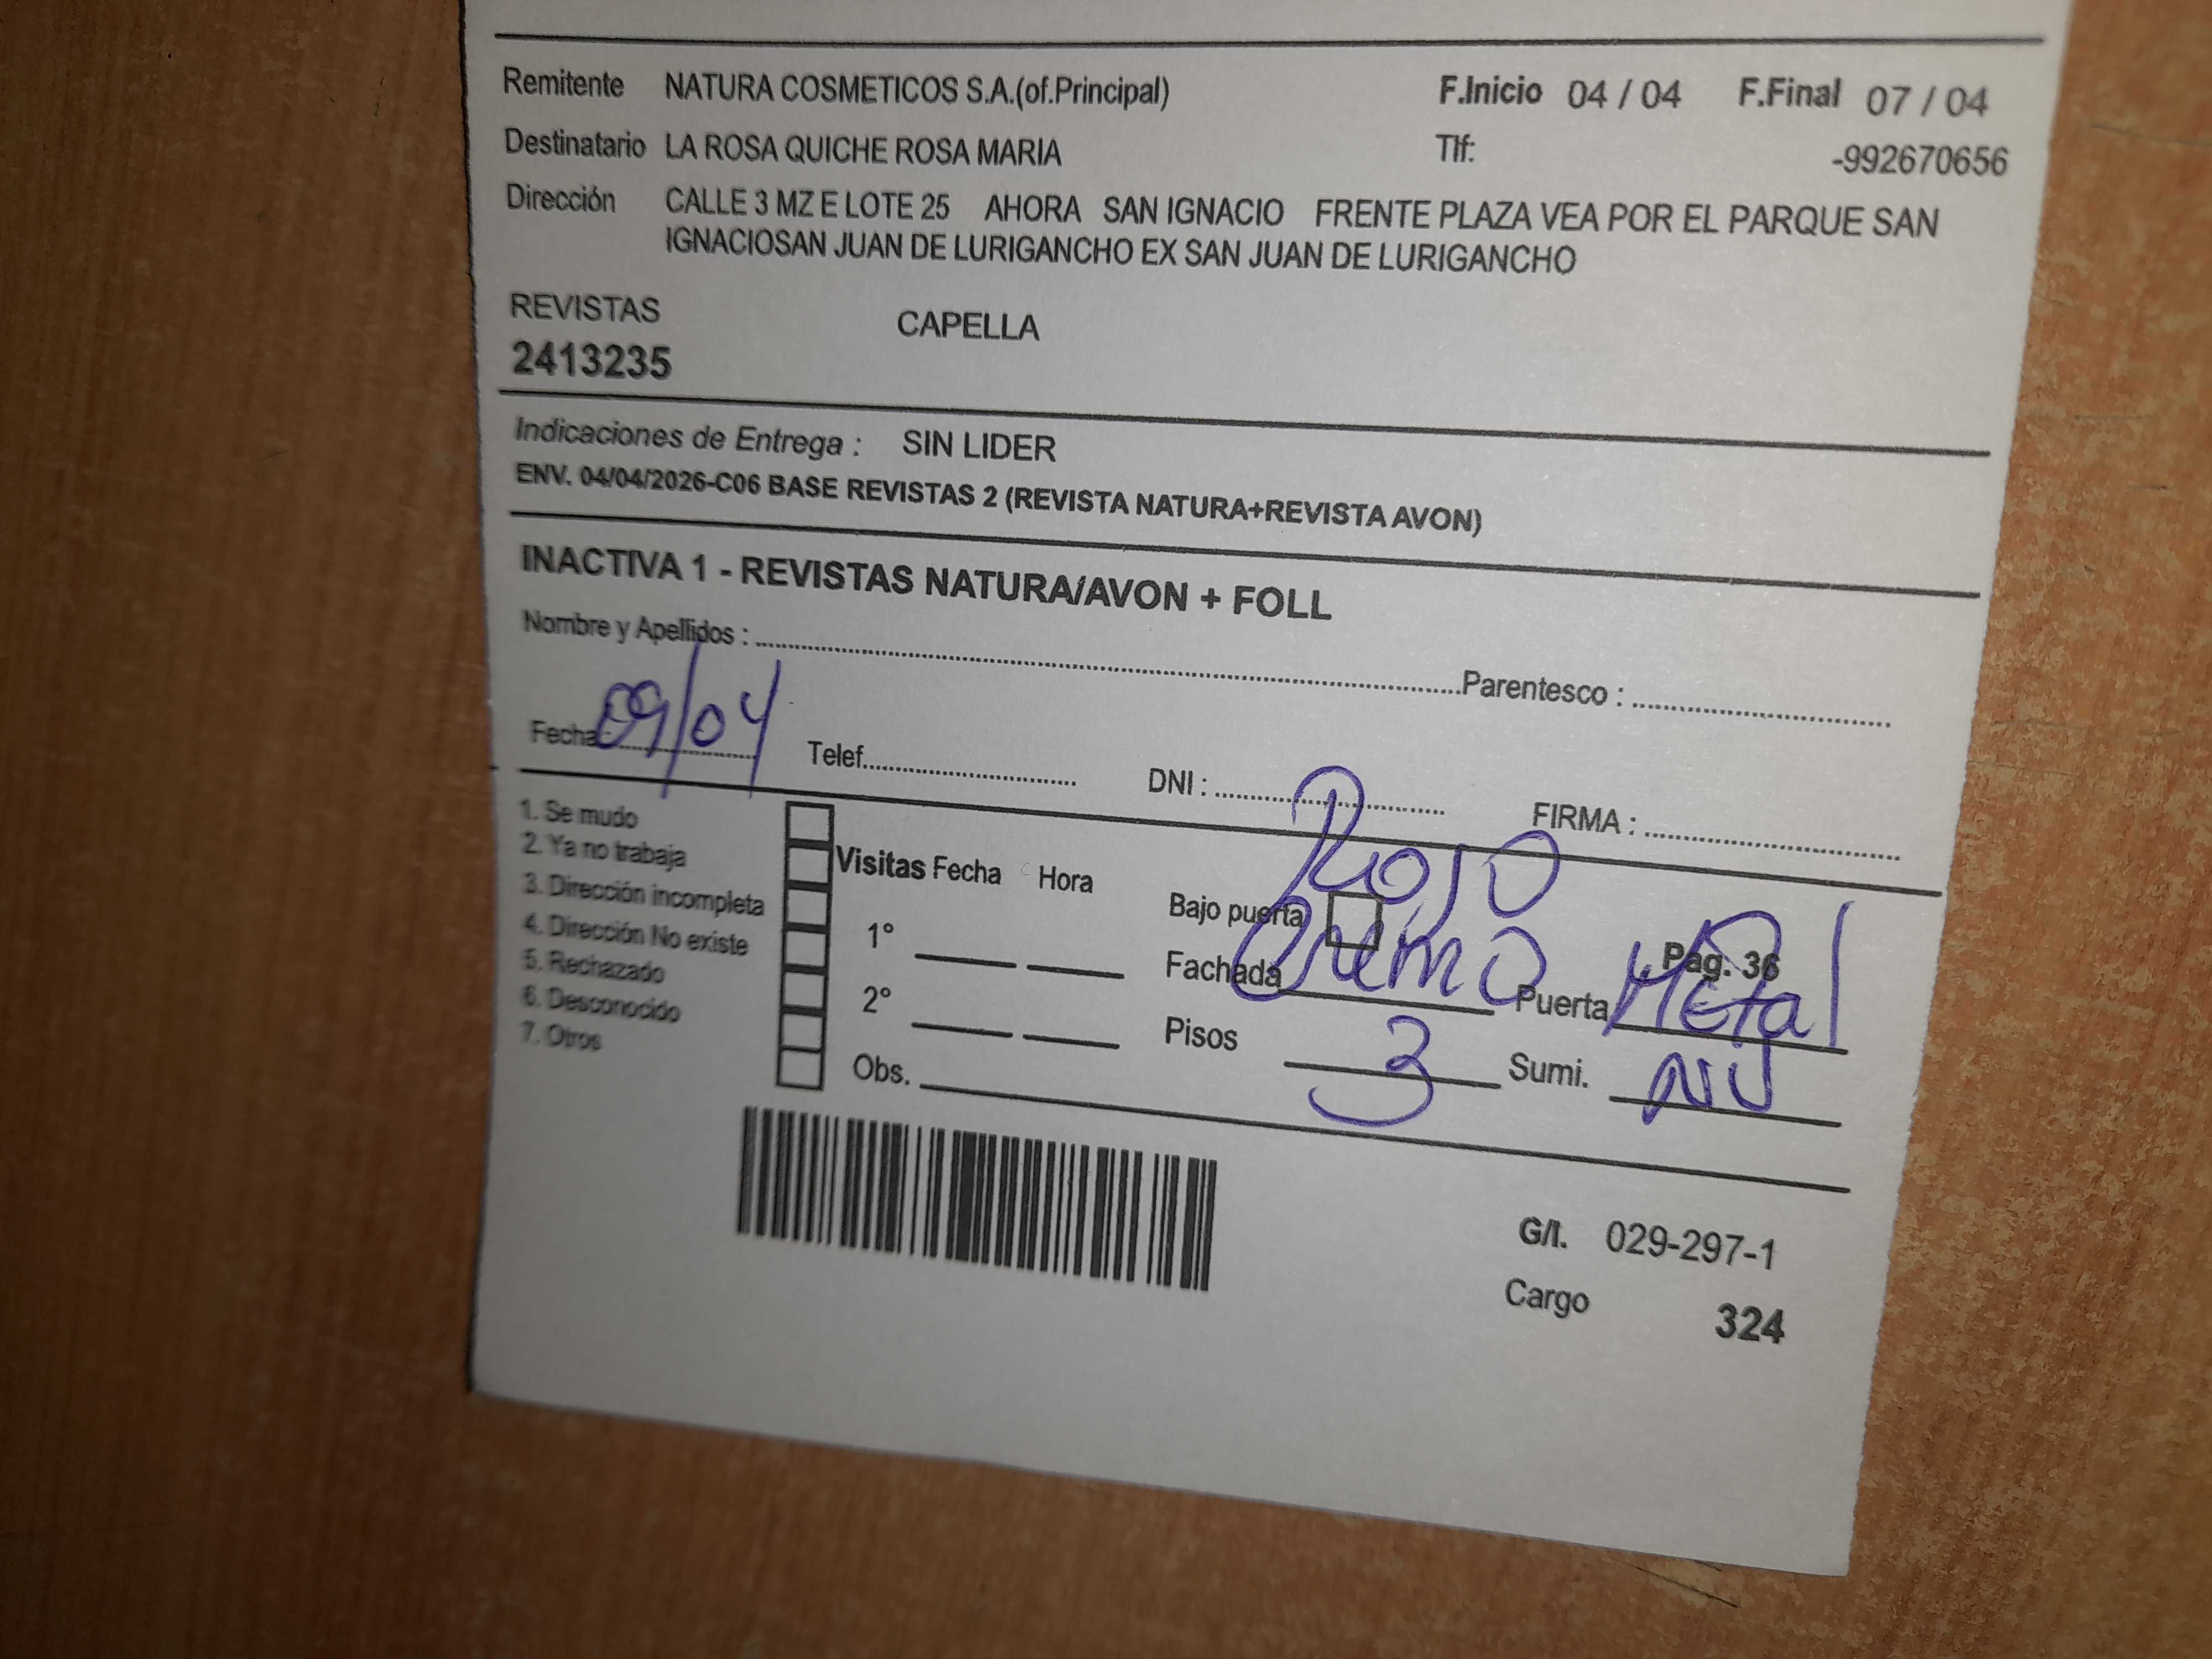 Remitente NATURA COSMETICOS S.A.(of.Principal) F.Inicio 04 / 04 F.Final 07 / 04
Destinatario LA ROSA QUICHE ROSA MARIA Tlf: -992670656
Dirección CALLE 3 MZ E LOTE 25 AHORA SAN IGNACIO FRENTE PLAZA VEA POR EL PARQUE SAN
IGNACIOSAN JUAN DE LURIGANCHO EX SAN JUAN DE LURIGANCHO
REVISTAS CAPELLA
2413235
Indicaciones de Entrega : SIN LIDER
ENV. 04/04/2026-C06 BASE REVISTAS 2 (REVISTA NATURA+REVISTA AVON)
INACTIVA 1 - REVISTAS NATURA/AVON + FOLL
Nombre y Apellidos : Parentesco :
Fecha: 09/04 Telef. DNI : FIRMA :
1. Se mudo
2. Ya no trabaja
3. Dirección incompleta
4. Dirección No existe
5. Rechazado
6. Desconocido
7. Otros
Visitas Fecha Hora
1°
2°
Obs.
Rojo
Bajo puerta Pag. 36
Fachada Crema Puerta Metal
Pisos 3 Sumi.
G/I. 029-297-1
Cargo 324